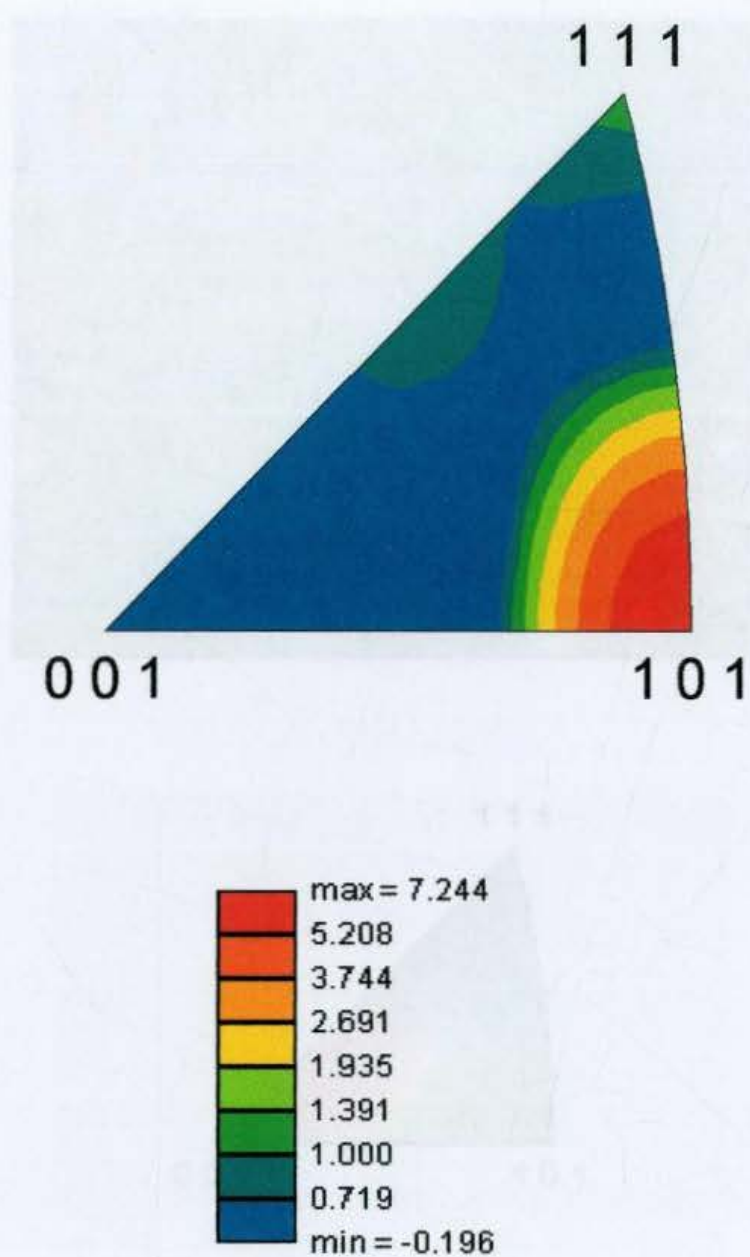 1 1 1
0 0 1
1 0 1
max = 7.244
5.208
3.744
2.691
1.935
1.391
1.000
0.719
min = -0.196